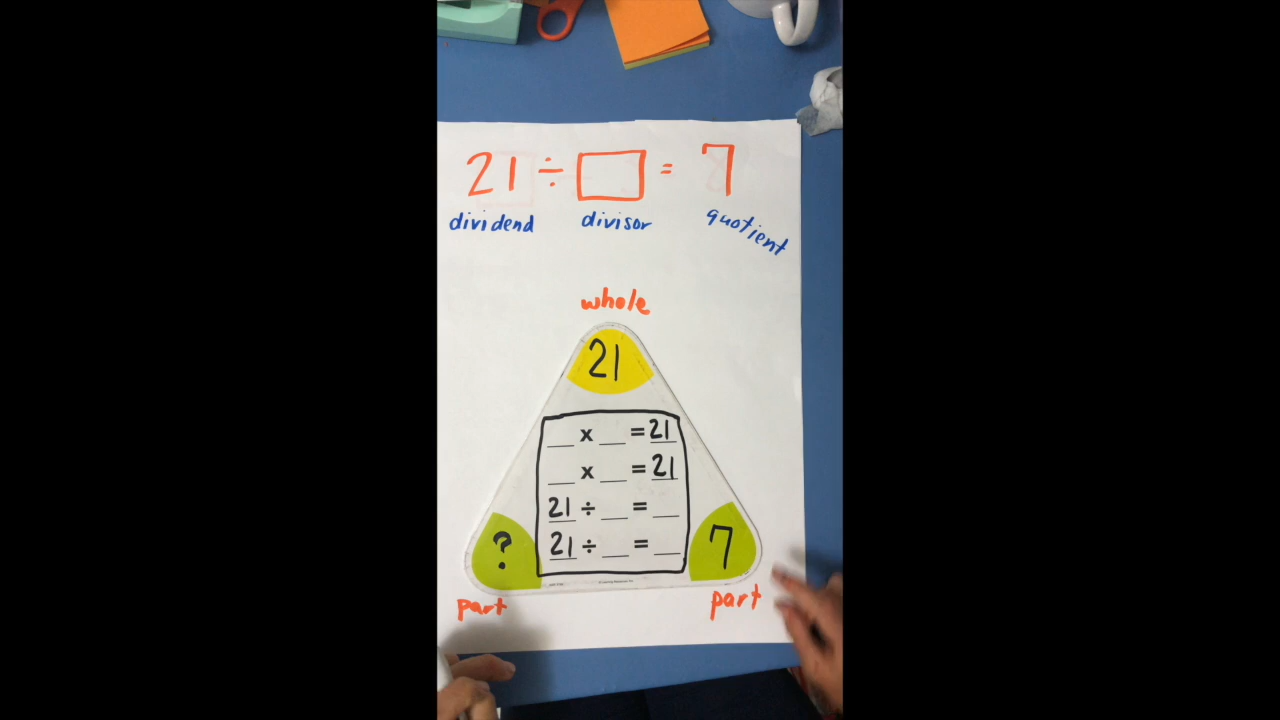 21 ÷ □ = 7
dividend divisor quotient
whole
21
__ x __ = 21
__ x __ = 21
21 ÷ __ = __
21 ÷ __ = __
? 7
part part